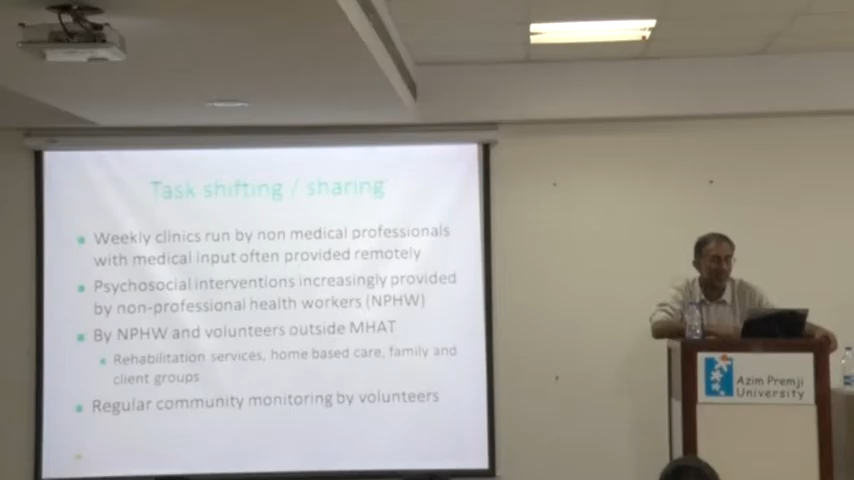 Task shifting / sharing
Weekly clinics run by non medical professionals
with medical input often provided remotely
Psychosocial interventions increasingly provided
by non-professional health workers (NPHW)
By NPHW and volunteers outside MHAT
Rehabilitation services, home based care, family and
client groups
Regular community monitoring by volunteers
Azim Premji
University